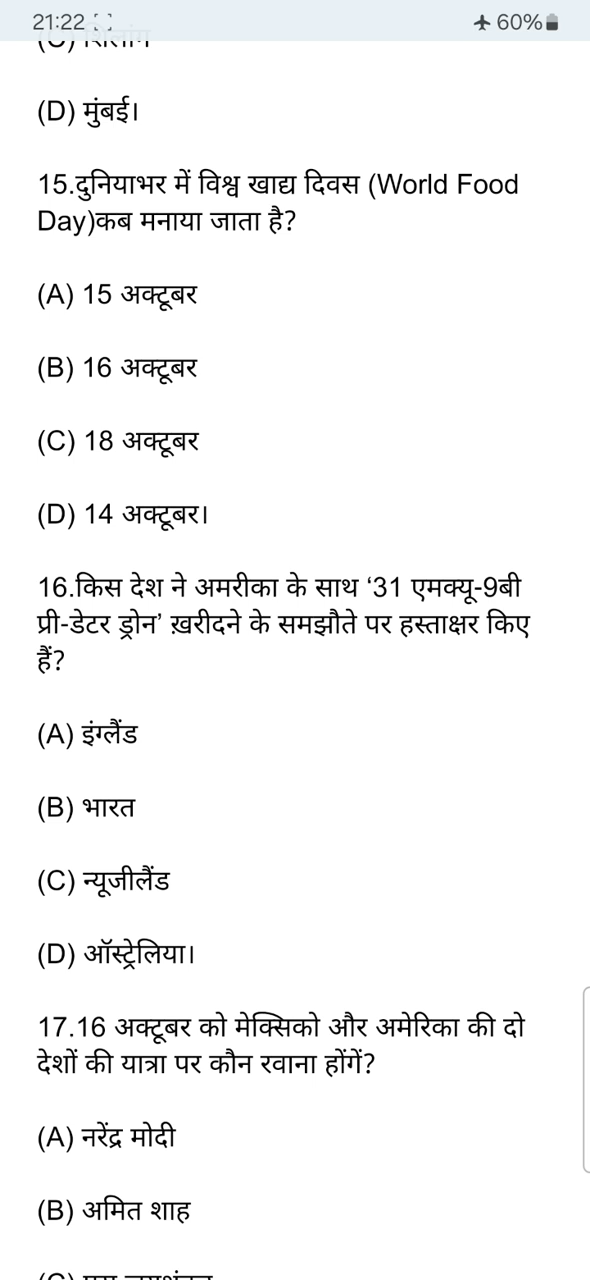 21:22
60%
(D) मुंबई।
15.दुनियाभर में विश्व खाद्य दिवस (World Food
Day)कब मनाया जाता है?
(A) 15 अक्टूबर
(B) 16 अक्टूबर
(C) 18 अक्टूबर
(D) 14 अक्टूबर।
16.किस देश ने अमरीका के साथ ‘31 एमक्यू-9बी
प्री-डेटर ड्रोन’ ख़रीदने के समझौते पर हस्ताक्षर किए
हैं?
(A) इंग्लैंड
(B) भारत
(C) न्यूजीलैंड
(D) ऑस्ट्रेलिया।
17.16 अक्टूबर को मेक्सिको और अमेरिका की दो
देशों की यात्रा पर कौन रवाना होंगें?
(A) नरेंद्र मोदी
(B) अमित शाह